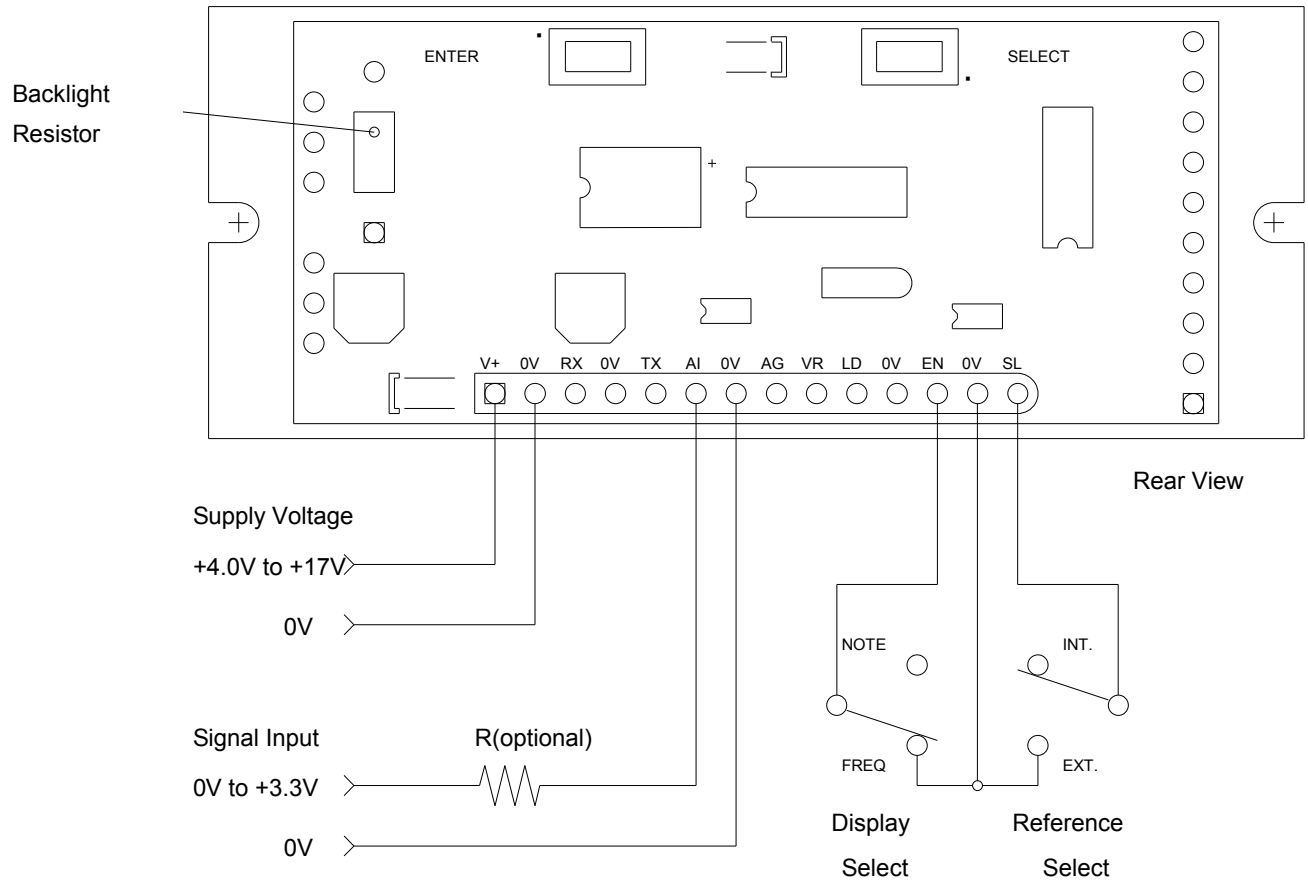 ENTER
SELECT
Backlight
Resistor
+
V+ 0V RX 0V TX AI 0V AG VR LD 0V EN 0V SL
Rear View
Supply Voltage
+4.0V to +17V
0V
NOTE
INT.
Signal Input
R(optional)
0V to +3.3V
FREQ
EXT.
0V
Display
Select
Reference
Select